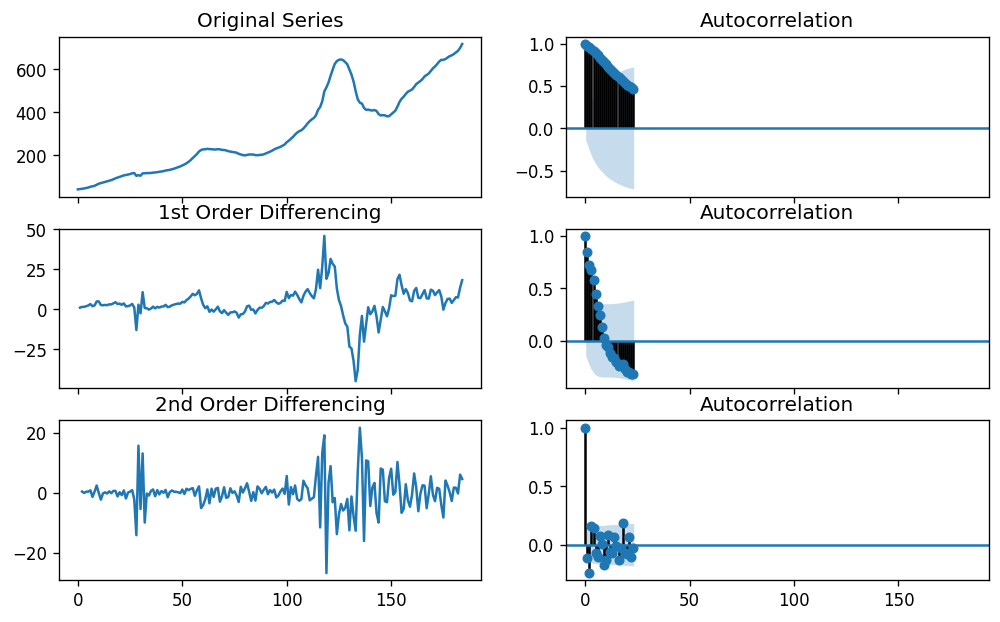 Original Series
Autocorrelation
600
400
200
1.0
0.5
0.0
−0.5
1st Order Differencing
Autocorrelation
50
25
0
−25
1.0
0.5
0.0
2nd Order Differencing
Autocorrelation
20
0
−20
1.0
0.5
0.0
0 50 100 150
0 50 100 150